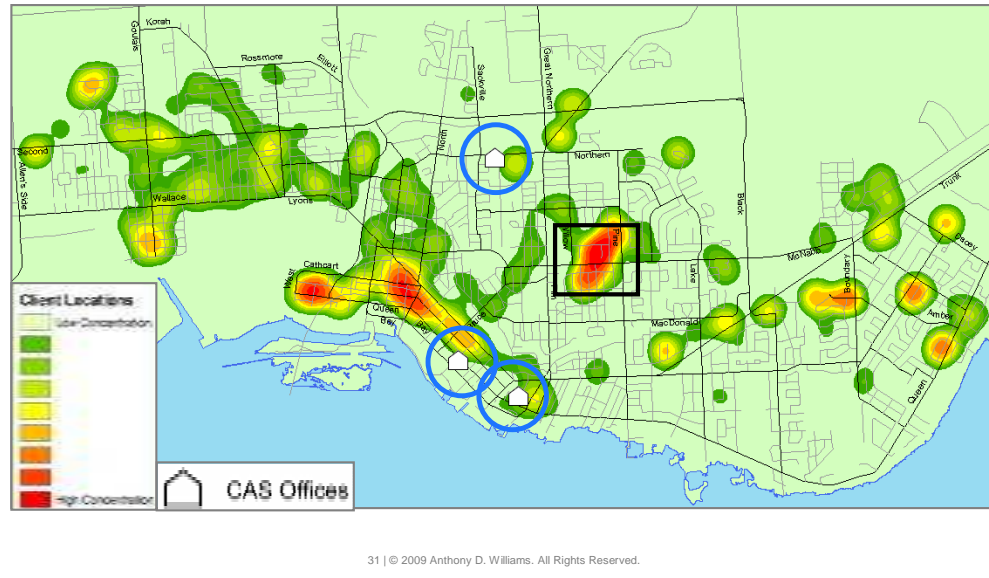 Korah
Goulais
Rossmore
Elliott
Sackville
Great Northern
North
Second
Northern
Allen's Side
Wallace
Lyons
Black
Trunk
Willow
Pine
McNabb
Lake
Boundary
Dacey
Cathcart
West
Queen
Bay
Bay
MacDonald
Amber
Queen
Client Locations
Low Concentration
High Concentration
CAS Offices
31 | © 2009 Anthony D. Williams. All Rights Reserved.